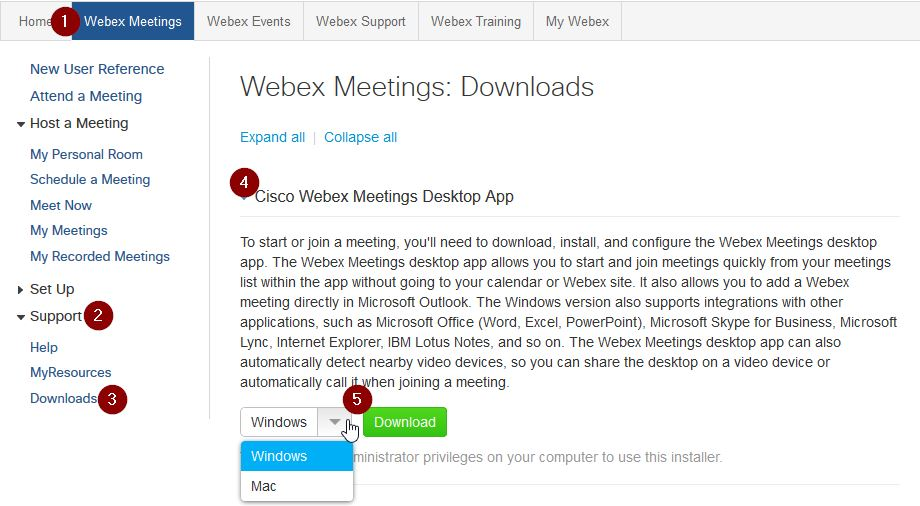 Home 1 Webex Meetings Webex Events Webex Support Webex Training My Webex
New User Reference
Attend a Meeting
Host a Meeting
My Personal Room
Schedule a Meeting
Meet Now
My Meetings
My Recorded Meetings
Set Up
Support 2
Help
MyResources
Downloads 3
Webex Meetings: Downloads
Expand all | Collapse all
4
Cisco Webex Meetings Desktop App
To start or join a meeting, you'll need to download, install, and configure the Webex Meetings desktop
app. The Webex Meetings desktop app allows you to start and join meetings quickly from your meetings
list within the app without going to your calendar or Webex site. It also allows you to add a Webex
meeting directly in Microsoft Outlook. The Windows version also supports integrations with other
applications, such as Microsoft Office (Word, Excel, PowerPoint), Microsoft Skype for Business, Microsoft
Lync, Internet Explorer, IBM Lotus Notes, and so on. The Webex Meetings desktop app can also
automatically detect nearby video devices, so you can share the desktop on a video device or
automatically call it when joining a meeting.
5
Windows Download
Windows
ministrator privileges on your computer to use this installer.
Mac